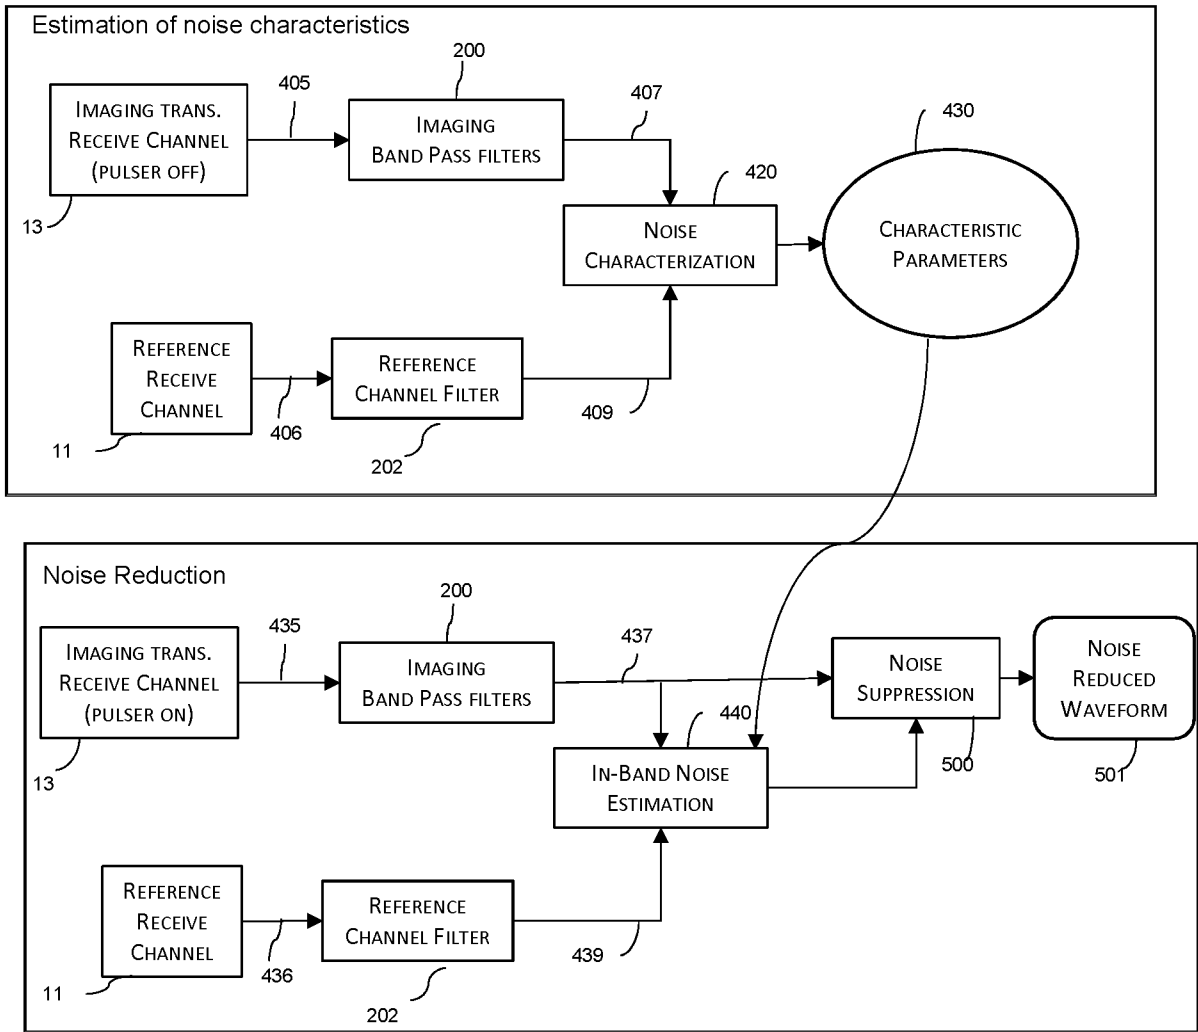 Estimation of noise characteristics
200
405
407
430
IMAGING TRANS.
RECEIVE CHANNEL
(PULSER OFF)
IMAGING
BAND PASS FILTERS
420
13
NOISE
CHARACTERIZATION
CHARACTERISTIC
PARAMETERS
REFERENCE
RECEIVE
CHANNEL
REFERENCE
CHANNEL FILTER
406
409
11
202
Noise Reduction
200
435
437
IMAGING TRANS.
RECEIVE CHANNEL
(PULSER ON)
IMAGING
BAND PASS FILTERS
NOISE
SUPPRESSION
NOISE
REDUCED
WAVEFORM
440
13
500
501
IN-BAND NOISE
ESTIMATION
REFERENCE
RECEIVE
CHANNEL
REFERENCE
CHANNEL FILTER
436
439
11
202